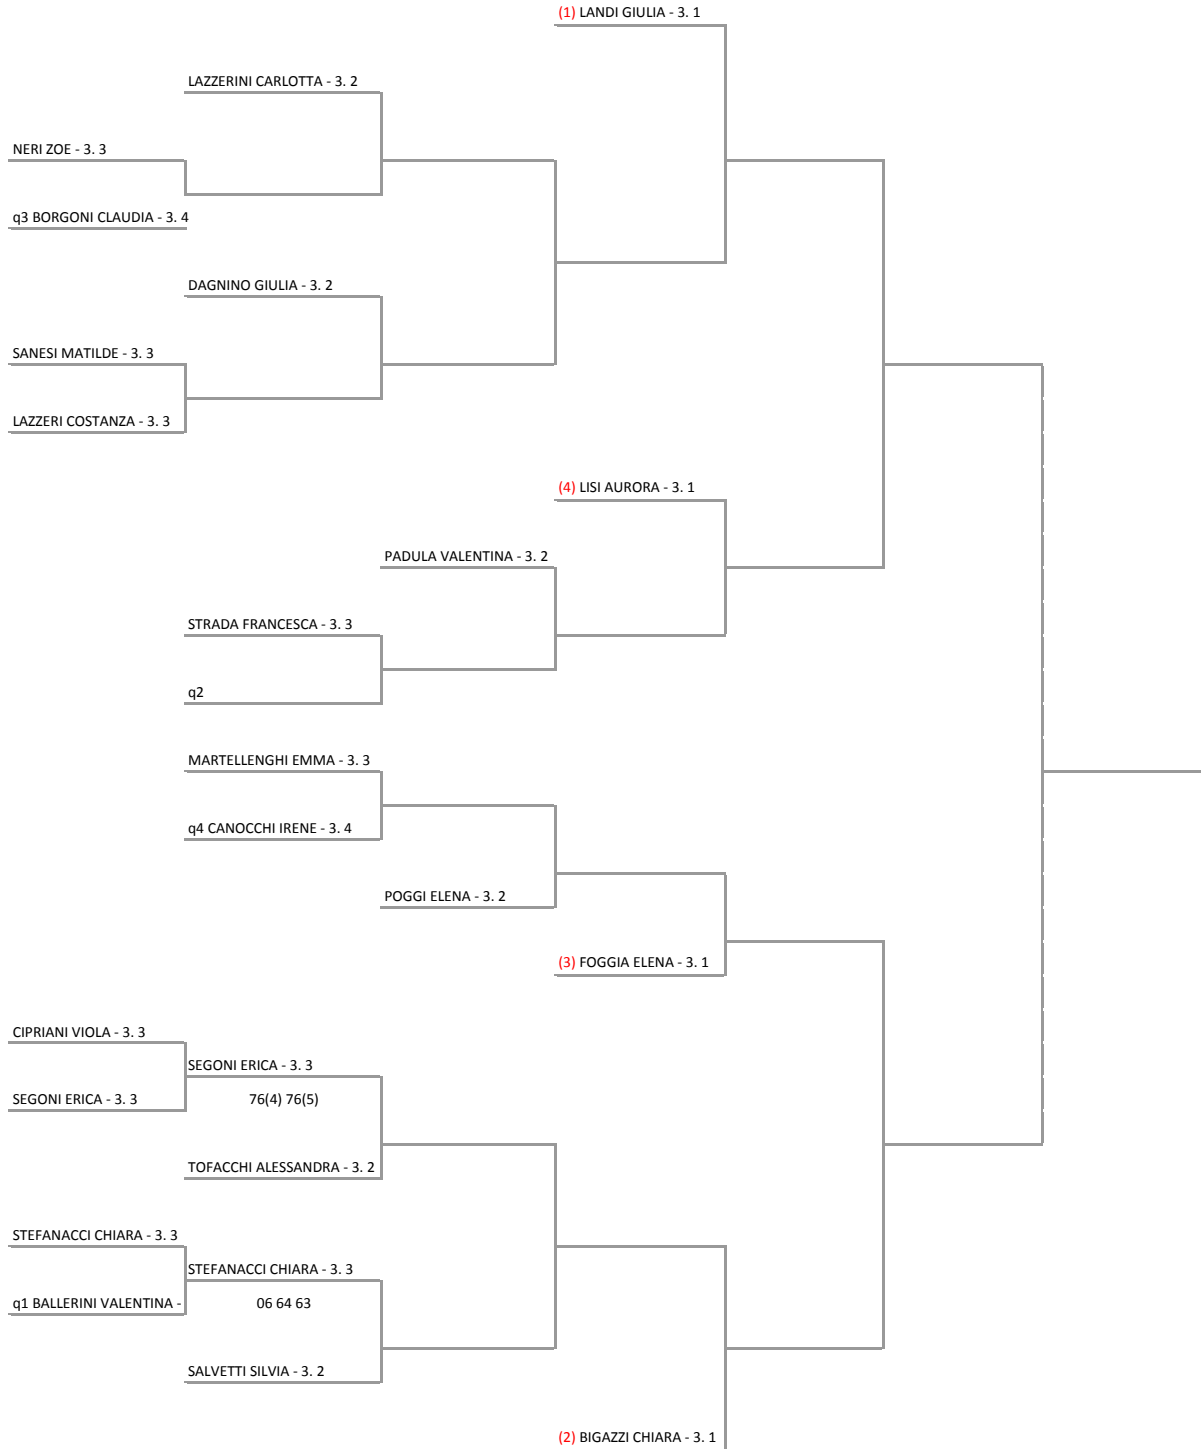 (1) LANDI GIULIA - 3. 1
LAZZERINI CARLOTTA - 3. 2
NERI ZOE - 3. 3
q3 BORGONI CLAUDIA - 3. 4
DAGNINO GIULIA - 3. 2
SANESI MATILDE - 3. 3
LAZZERI COSTANZA - 3. 3
(4) LISI AURORA - 3. 1
PADULA VALENTINA - 3. 2
STRADA FRANCESCA - 3. 3
q2
MARTELLENGHI EMMA - 3. 3
q4 CANOCCHI IRENE - 3. 4
POGGI ELENA - 3. 2
(3) FOGGIA ELENA - 3. 1
CIPRIANI VIOLA - 3. 3
SEGONI ERICA - 3. 3
SEGONI ERICA - 3. 3
76(4) 76(5)
TOFACCHI ALESSANDRA - 3. 2
STEFANACCI CHIARA - 3. 3
STEFANACCI CHIARA - 3. 3
q1 BALLERINI VALENTINA -
06 64 63
SALVETTI SILVIA - 3. 2
(2) BIGAZZI CHIARA - 3. 1